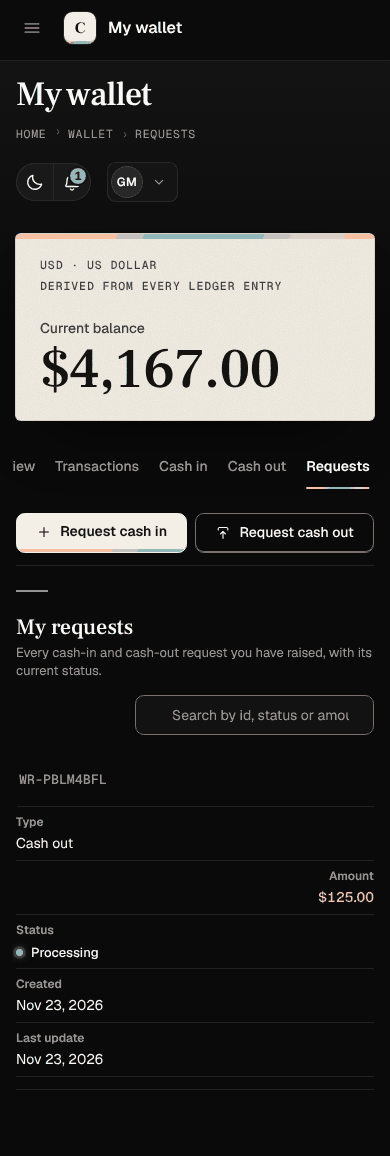 C My wallet
My wallet
HOME › WALLET › REQUESTS
1 GM
USD · US DOLLAR
DERIVED FROM EVERY LEDGER ENTRY
Current balance
$4,167.00
iew Transactions Cash in Cash out Requests
+ Request cash in Request cash out
My requests
Every cash-in and cash-out request you have raised, with its
current status.
Search by id, status or amou
WR-PBLM4BFL
Type
Cash out
Amount
$125.00
Status
Processing
Created
Nov 23, 2026
Last update
Nov 23, 2026